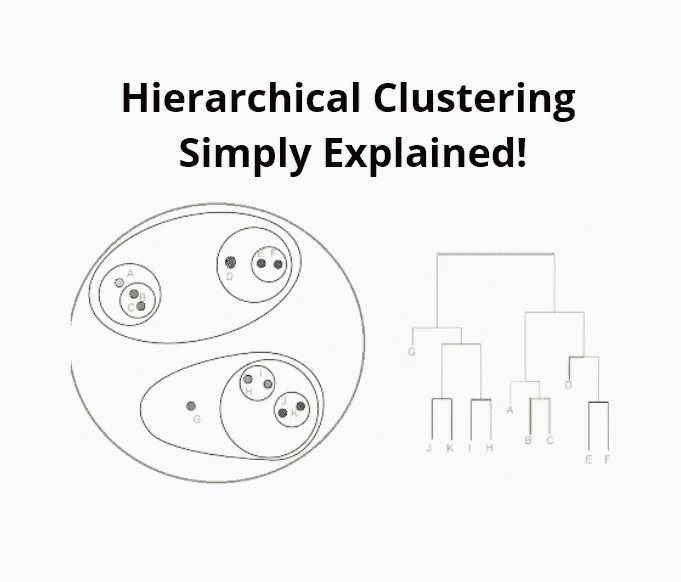 Hierarchical Clustering
Simply Explained!
A
B
C
D
E F
G
H
I
J
K
G
D
A
J K I H
B C
E F